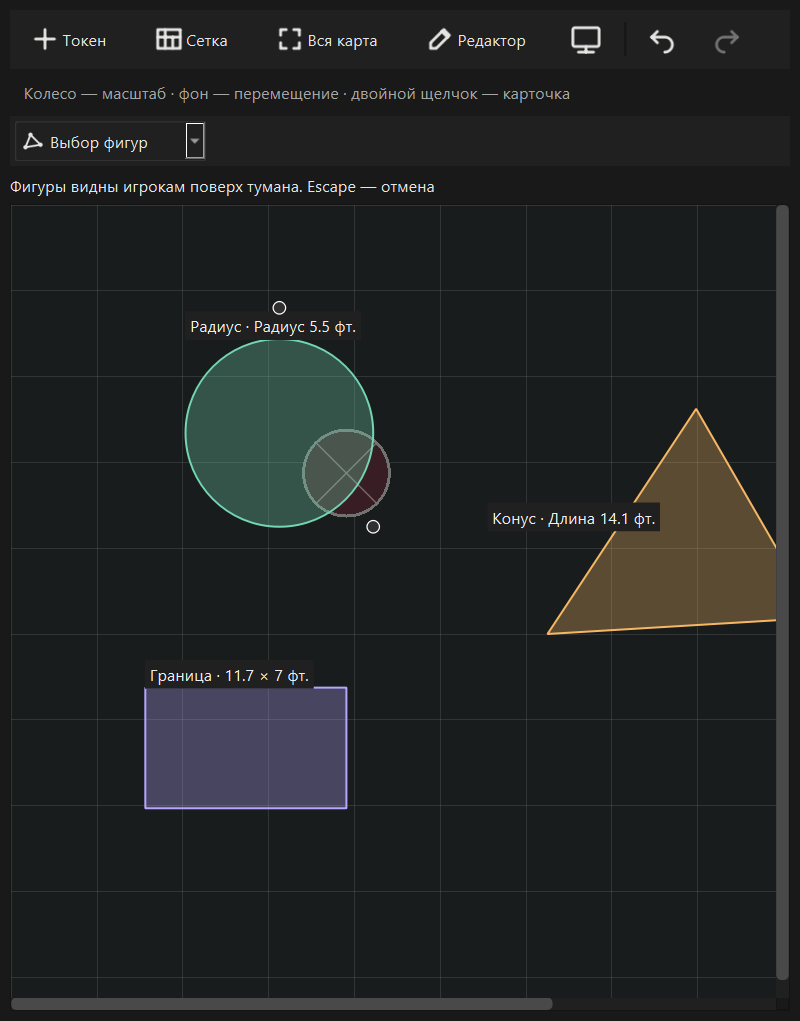 Токен Сетка Вся карта Редактор
Колесо — масштаб · фон — перемещение · двойной щелчок — карточка
Выбор фигур
Фигуры видны игрокам поверх тумана. Escape — отмена
Радиус · Радиус 5.5 фт.
Конус · Длина 14.1 фт.
Граница · 11.7 × 7 фт.